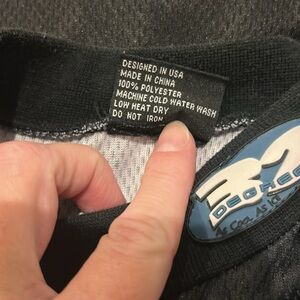 DESIGNED IN USA
MADE IN CHINA
100% POLYESTER
MACHINE COLD WATER WASH
LOW HEAT DRY
DO NOT IRON
DEGREES